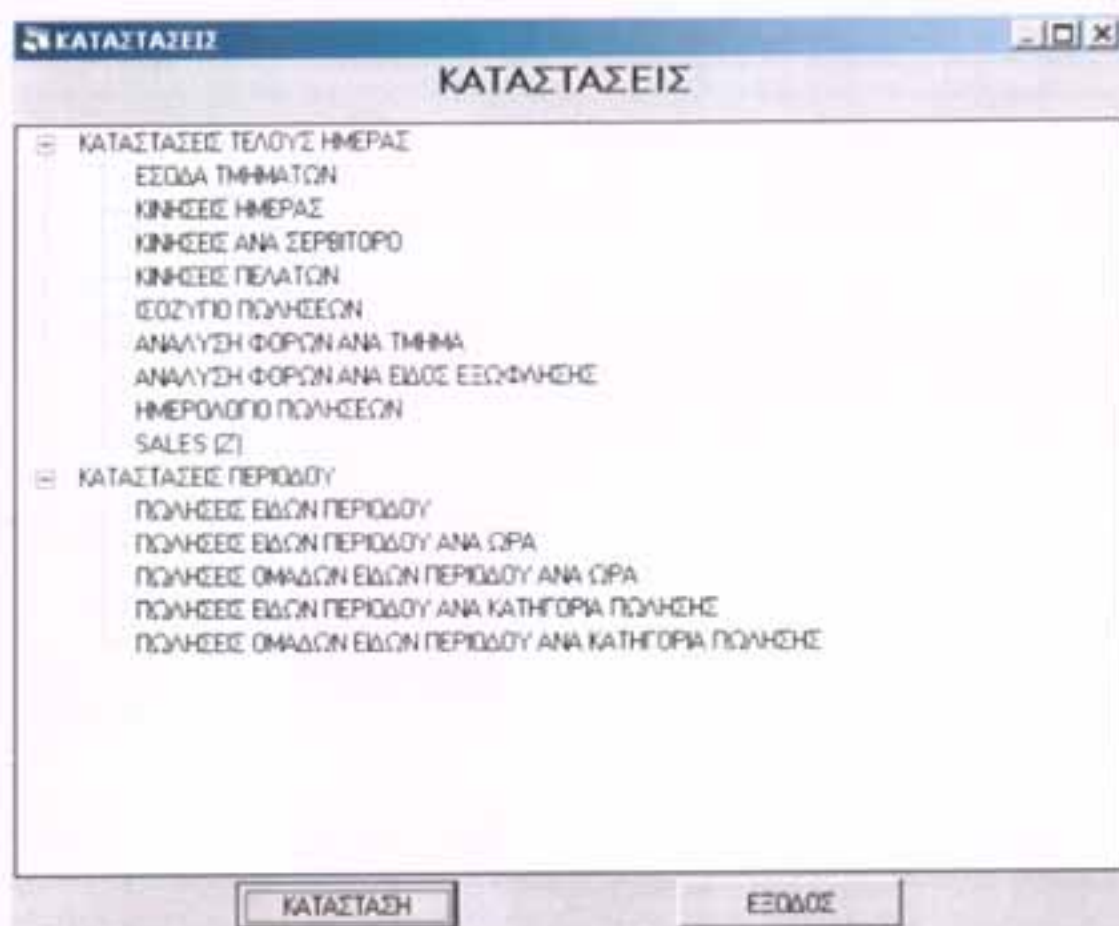 ΚΑΤΑΣΤΑΣΕΙΣ
ΚΑΤΑΣΤΑΣΕΙΣ
ΚΑΤΑΣΤΑΣΕΙΣ ΤΕΛΟΥΣ ΗΜΕΡΑΣ
ΕΣΟΔΑ ΤΜΗΜΑΤΩΝ
ΚΙΝΗΣΕΙΣ ΗΜΕΡΑΣ
ΚΙΝΗΣΕΙΣ ΑΝΑ ΣΕΡΒΙΤΟΡΟ
ΚΙΝΗΣΕΙΣ ΠΕΛΑΤΩΝ
ΙΣΟΖΥΓΙΟ ΠΩΛΗΣΕΩΝ
ΑΝΑΛΥΣΗ ΦΟΡΩΝ ΑΝΑ ΤΜΗΜΑ
ΑΝΑΛΥΣΗ ΦΟΡΩΝ ΑΝΑ ΕΙΔΟΣ ΕΞΩΦΛΗΣΗΣ
ΗΜΕΡΟΛΟΓΙΟ ΠΩΛΗΣΕΩΝ
SALES (Z)
ΚΑΤΑΣΤΑΣΕΙΣ ΠΕΡΙΟΔΟΥ
ΠΩΛΗΣΕΙΣ ΕΙΔΩΝ ΠΕΡΙΟΔΟΥ
ΠΩΛΗΣΕΙΣ ΕΙΔΩΝ ΠΕΡΙΟΔΟΥ ΑΝΑ ΩΡΑ
ΠΩΛΗΣΕΙΣ ΟΜΑΔΩΝ ΕΙΔΩΝ ΠΕΡΙΟΔΟΥ ΑΝΑ ΩΡΑ
ΠΩΛΗΣΕΙΣ ΕΙΔΩΝ ΠΕΡΙΟΔΟΥ ΑΝΑ ΚΑΤΗΓΟΡΙΑ ΠΩΛΗΣΗΣ
ΠΩΛΗΣΕΙΣ ΟΜΑΔΩΝ ΕΙΔΩΝ ΠΕΡΙΟΔΟΥ ΑΝΑ ΚΑΤΗΓΟΡΙΑ ΠΩΛΗΣΗΣ
ΚΑΤΑΣΤΑΣΗ ΕΞΟΔΟΣ